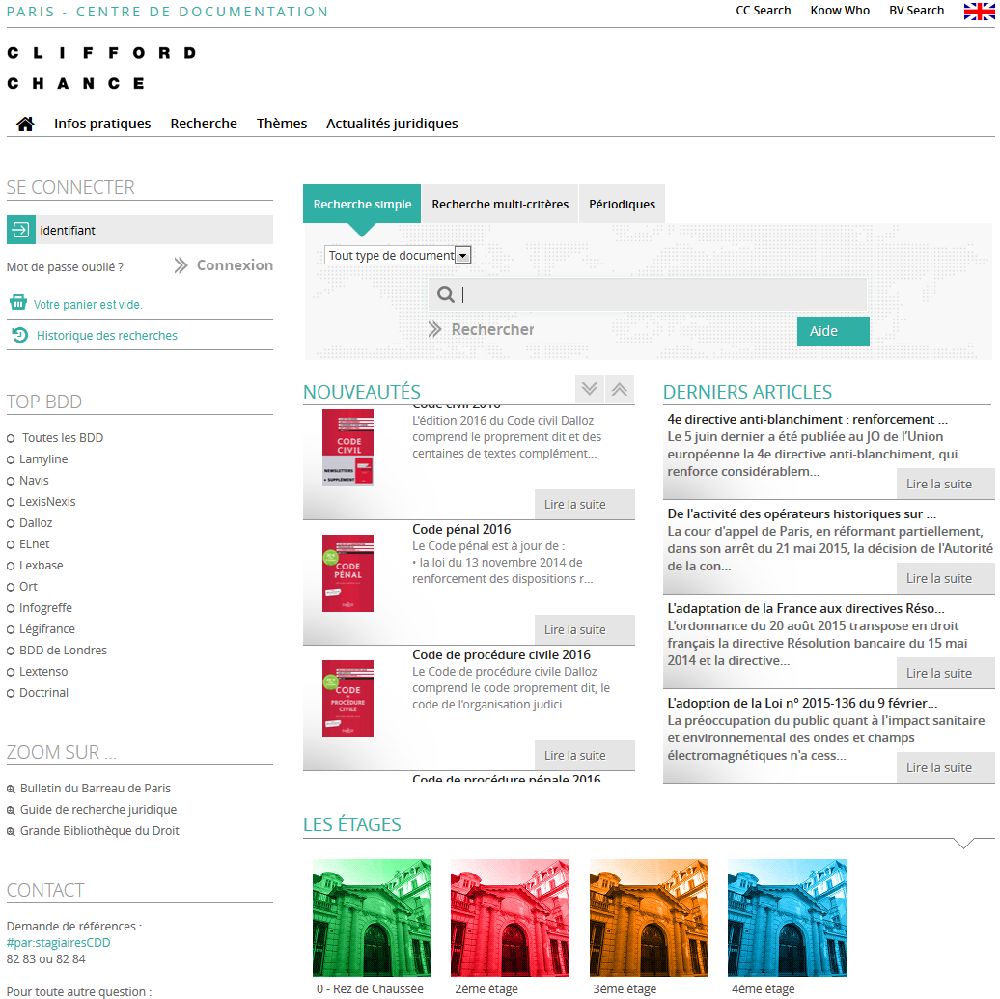 PARIS - CENTRE DE DOCUMENTATION
CC Search Know Who BV Search
CLIFFORD
CHANCE
Infos pratiques Recherche Thèmes Actualités juridiques
SE CONNECTER
identifiant
Mot de passe oublié ? Connexion
Votre panier est vide.
Historique des recherches
TOP BDD
Toutes les BDD
Lamyline
Navis
LexisNexis
Dalloz
ELnet
Lexbase
Ort
Infogreffe
Légifrance
BDD de Londres
Lextenso
Doctrinal
ZOOM SUR ...
Bulletin du Barreau de Paris
Guide de recherche juridique
Grande Bibliothèque du Droit
CONTACT
Demande de références :
#par:stagiairesCDD
82 83 ou 82 84
Pour toute autre question :
Recherche simple Recherche multi-critères Périodiques
Tout type de document
Rechercher
Aide
NOUVEAUTÉS
Code civil 2016
L'édition 2016 du Code civil Dalloz
comprend le proprement dit et des
centaines de textes complément...
CODE
CIVIL
NEWSLETTERS
+ SUPPLÉMENT
Lire la suite
Code pénal 2016
Le Code pénal est à jour de :
• la loi du 13 novembre 2014 de
renforcement des dispositions r...
CODE
PÉNAL
Lire la suite
Code de procédure civile 2016
Le Code de procédure civile Dalloz
comprend le code proprement dit, le
code de l'organisation judici...
CODE
PROCÉDURE
CIVILE
Lire la suite
Code de procédure pénale 2016
DERNIERS ARTICLES
4e directive anti-blanchiment : renforcement ...
Le 5 juin dernier a été publiée au JO de l'Union
européenne la 4e directive anti-blanchiment, qui
renforce considérablem...
Lire la suite
De l'activité des opérateurs historiques sur ...
La cour d'appel de Paris, en réformant partiellement,
dans son arrêt du 21 mai 2015, la décision de l'Autorité
de la con...
Lire la suite
L'adaptation de la France aux directives Réso...
L'ordonnance du 20 août 2015 transpose en droit
français la directive Résolution bancaire du 15 mai
2014 et la directive...
Lire la suite
L'adoption de la Loi n° 2015-136 du 9 février...
La préoccupation du public quant à l'impact sanitaire
et environnemental des ondes et champs
électromagnétiques n'a cess...
Lire la suite
LES ÉTAGES
0 - Rez de Chaussée 2ème étage 3ème étage 4ème étage